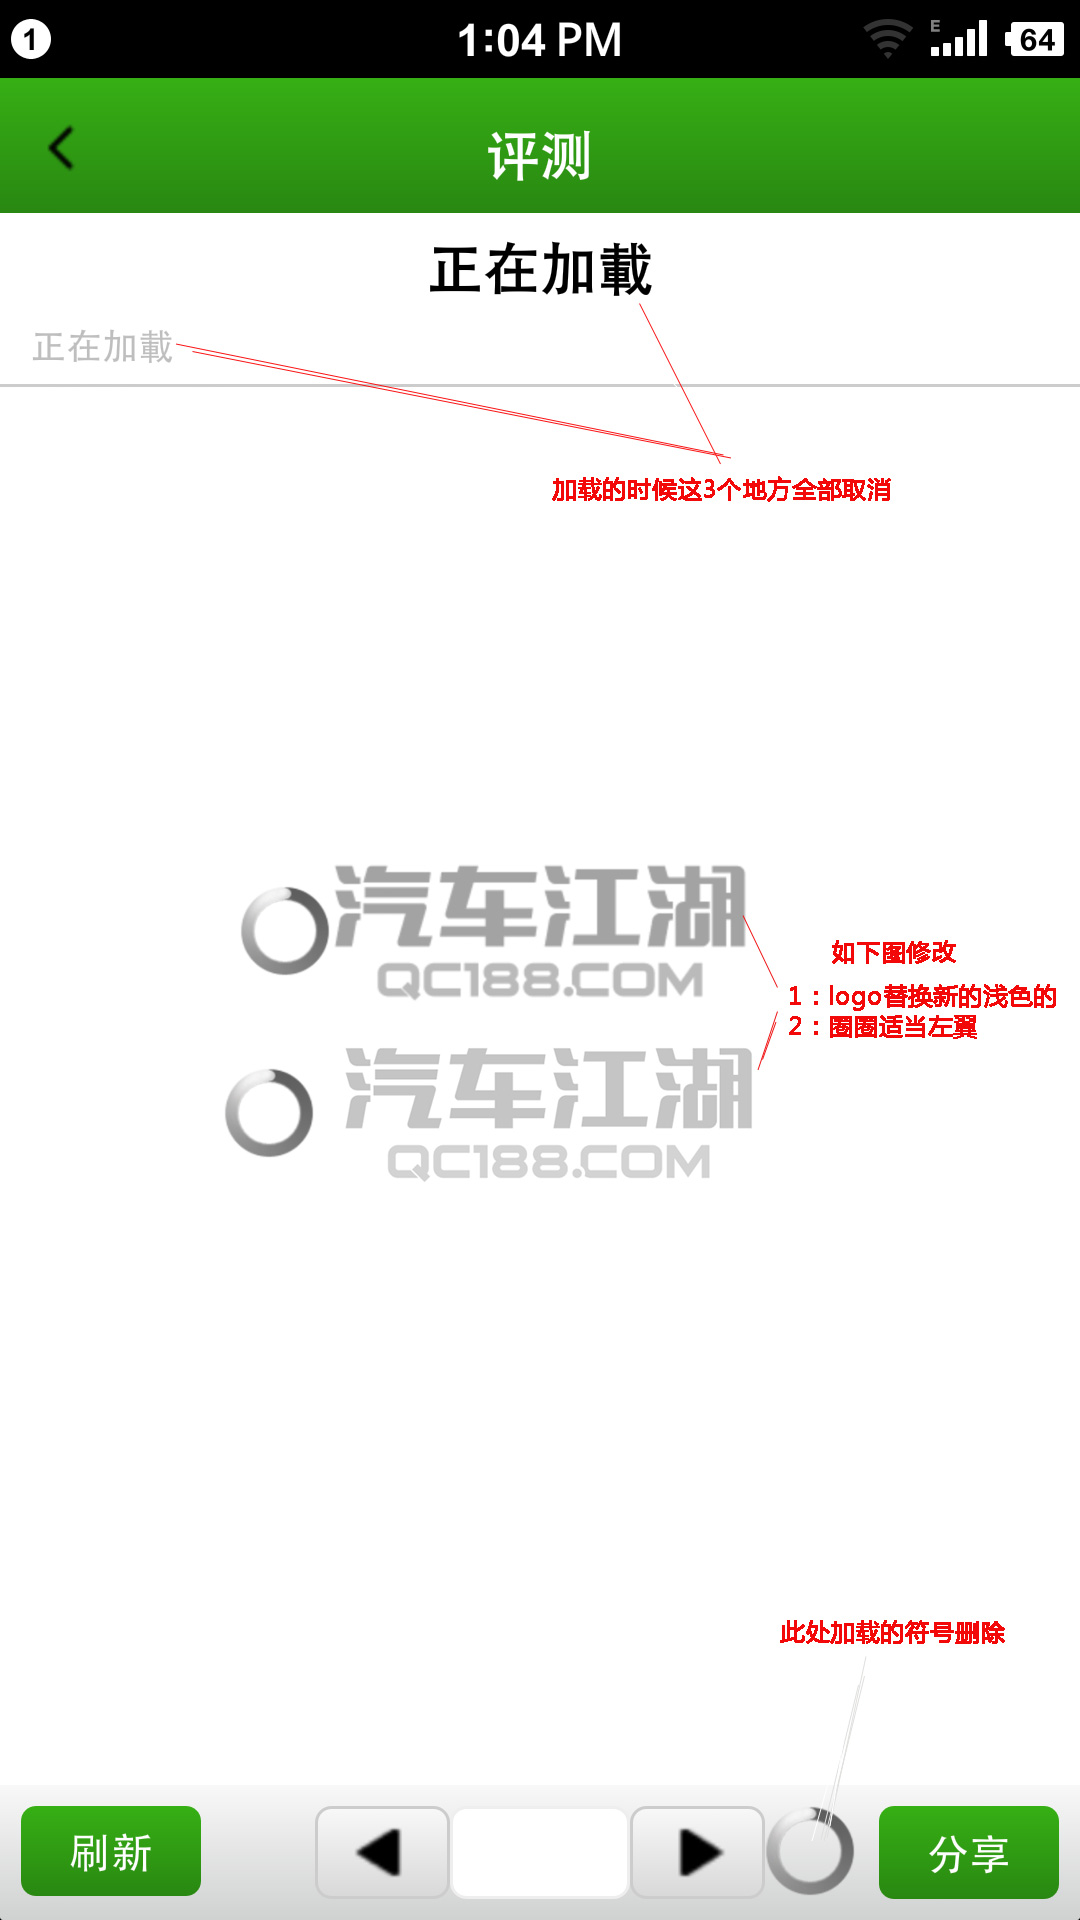 1
1:04 PM
E
64
评测
正在加載
正在加載
加载的时候这3个地方全部取消
汽车江湖
QC188.COM
如下图修改
1：logo替换新的浅色的
2：圈圈适当左翼
汽车江湖
QC188.COM
此处加载的符号删除
刷新
分享